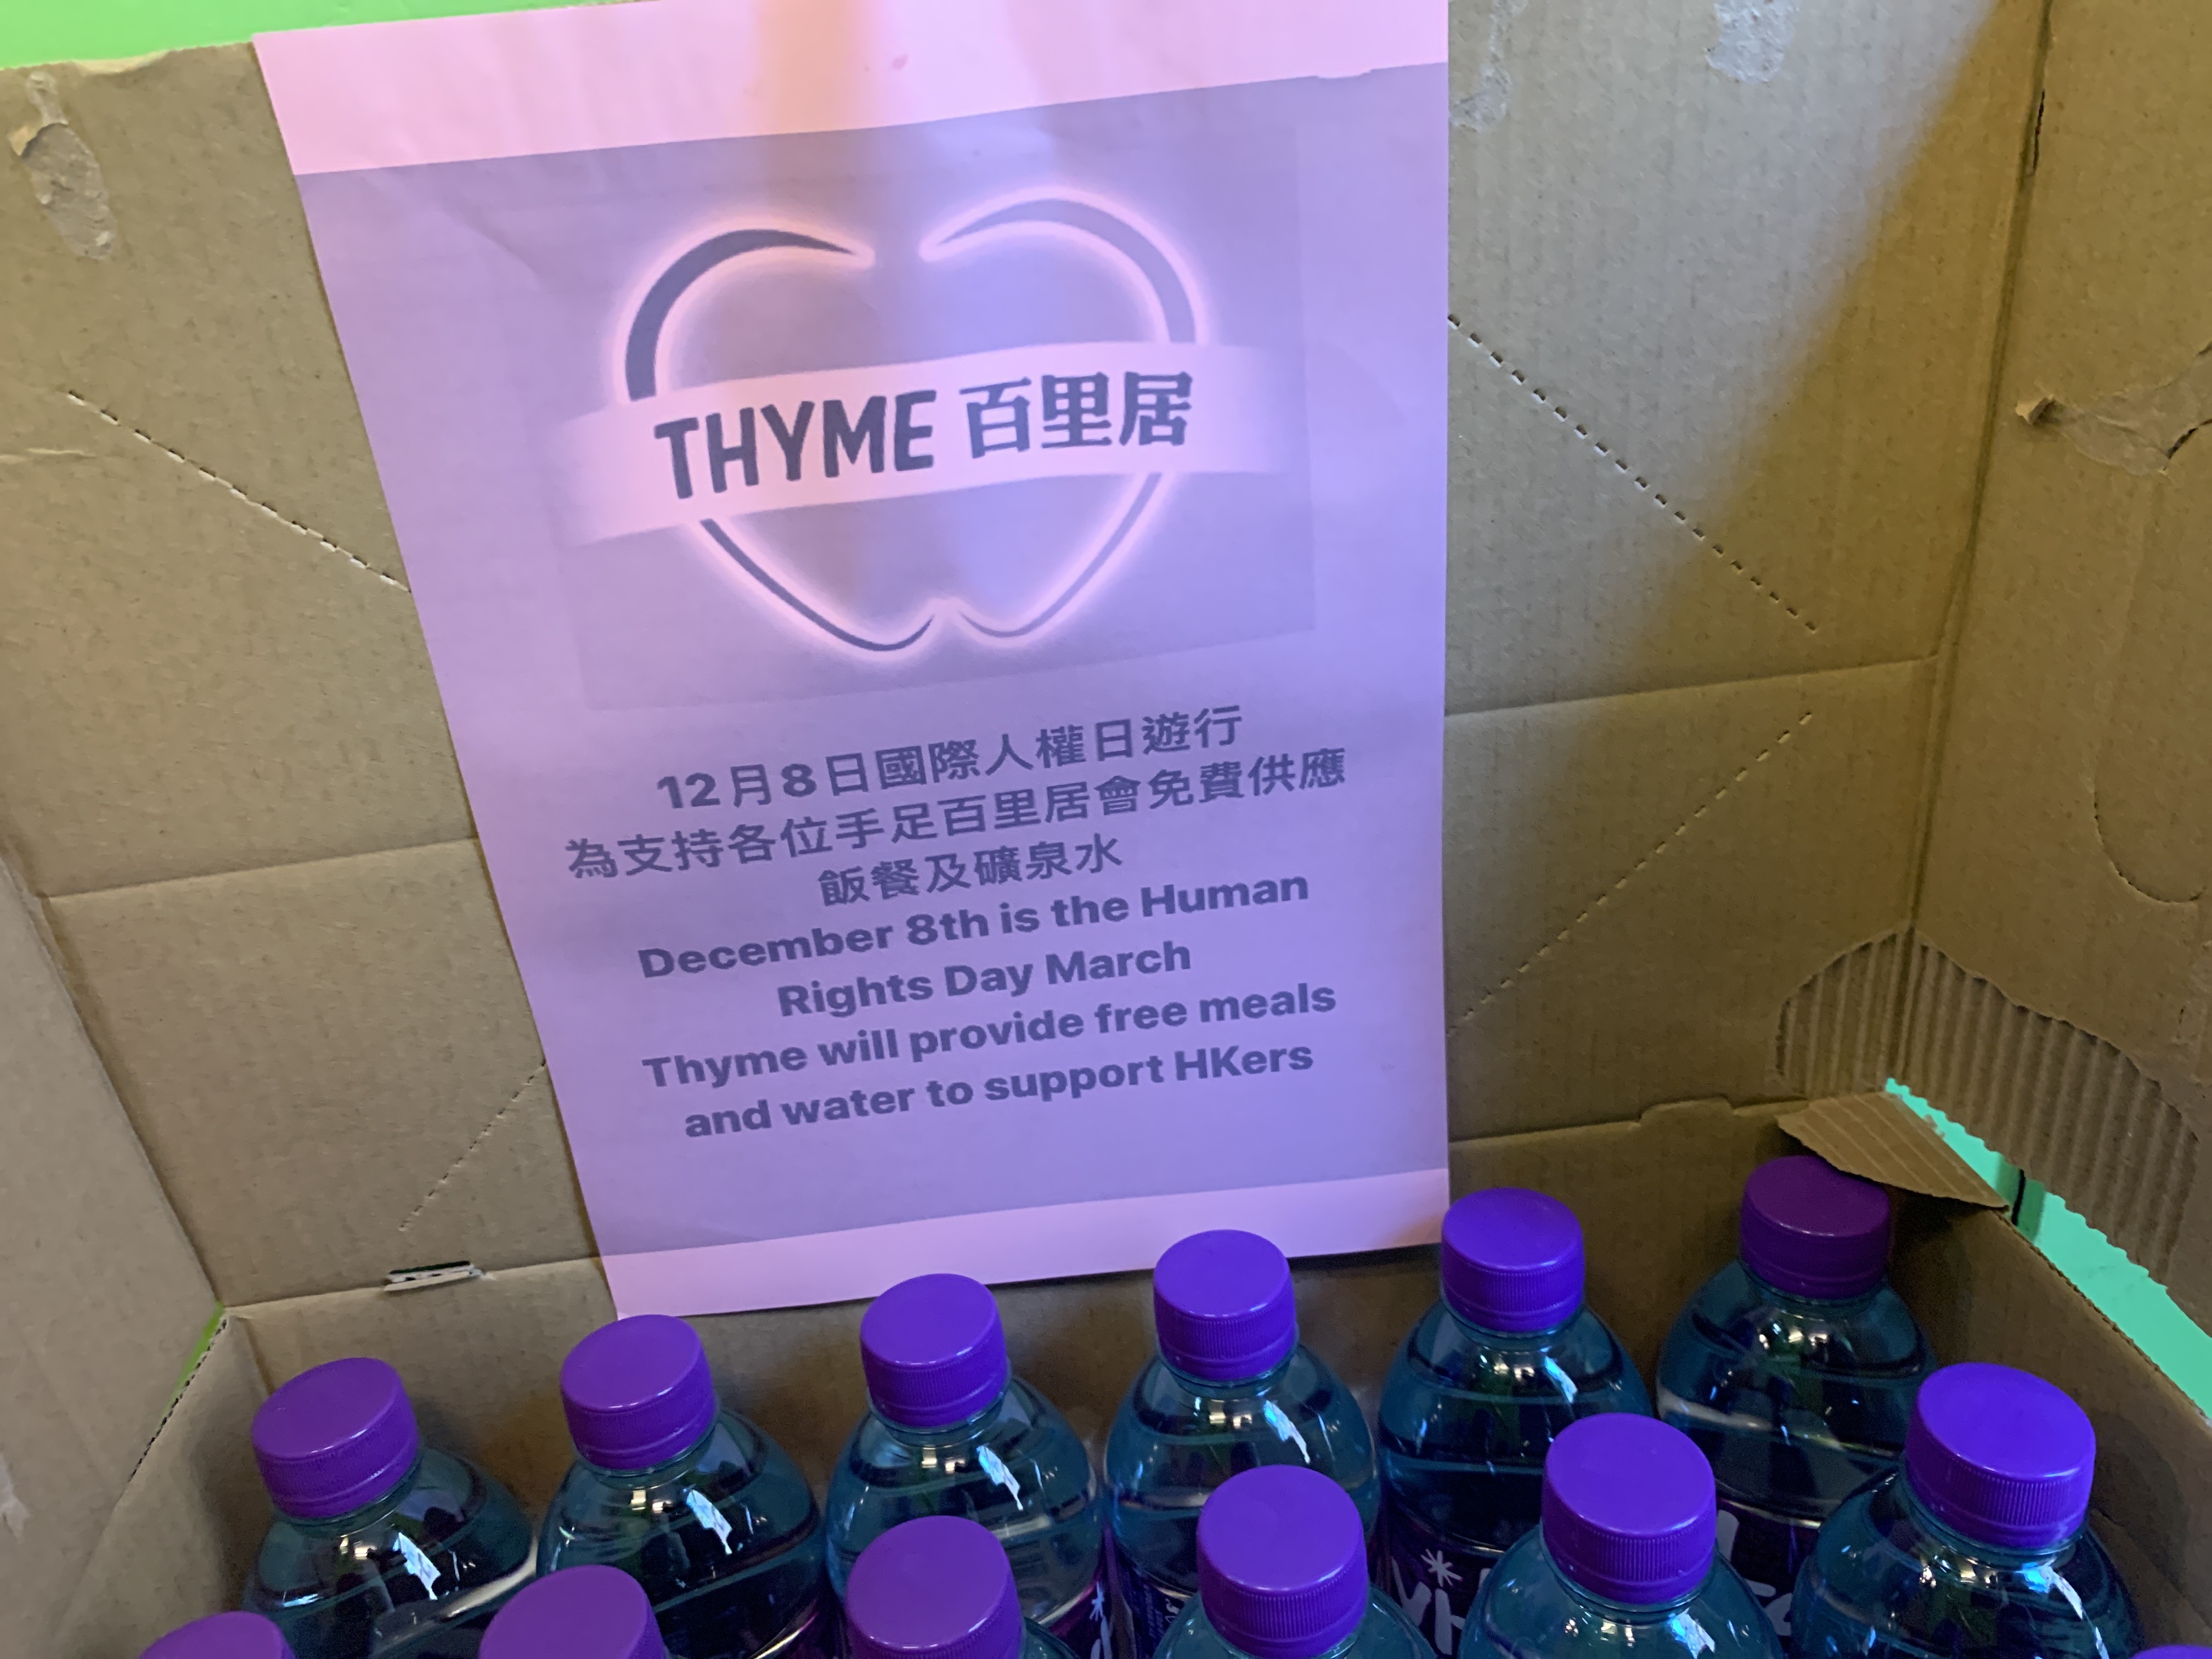 THYME 百里居
12月8日國際人權日遊行
為支持各位手足百里居會免費供應
飯餐及礦泉水
December 8th is the Human
Rights Day March
Thyme will provide free meals
and water to support HKers